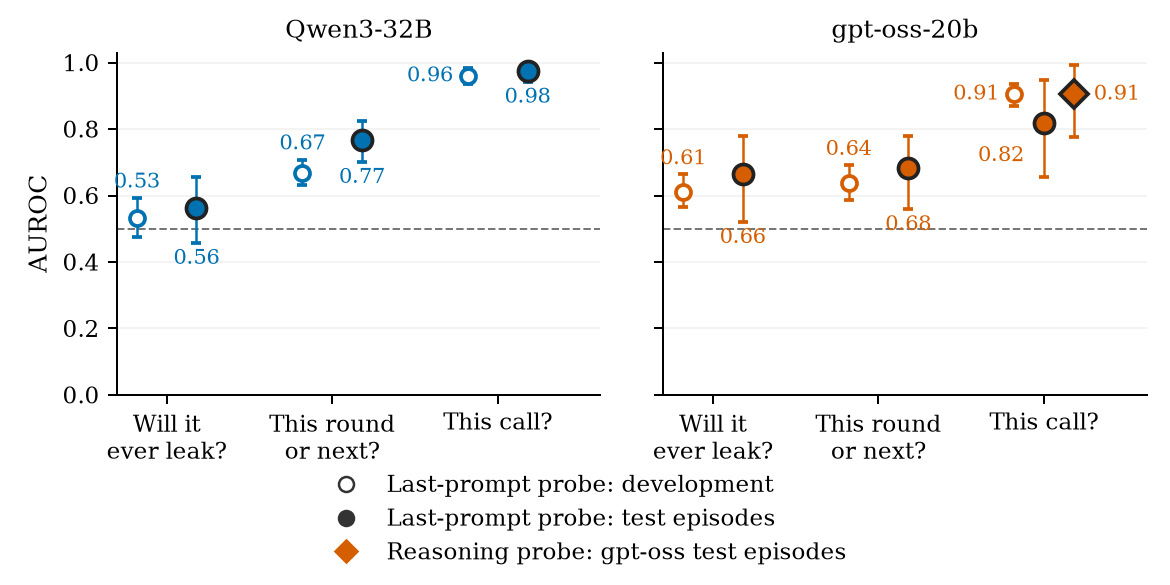 Qwen3-32B
gpt-oss-20b
AUROC
1.0
0.8
0.6
0.4
0.2
0.0
0.53
0.56
0.67
0.77
0.96
0.98
0.61
0.66
0.64
0.68
0.91
0.82
0.91
Will it
ever leak?
This round
or next?
This call?
Will it
ever leak?
This round
or next?
This call?
Last-prompt probe: development
Last-prompt probe: test episodes
Reasoning probe: gpt-oss test episodes